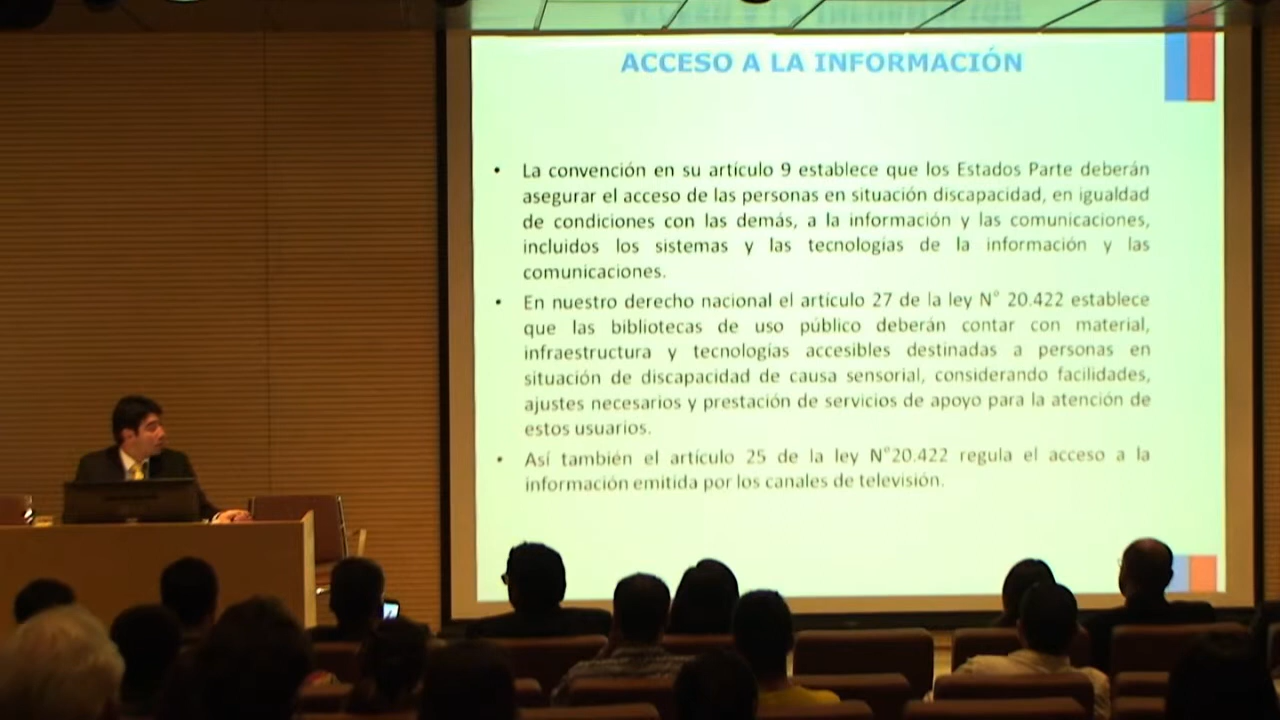 ACCESO A LA INFORMACIÓN
• La convención en su artículo 9 establece que los Estados Parte deberán
asegurar el acceso de las personas en situación discapacidad, en igualdad
de condiciones con las demás, a la información y las comunicaciones,
incluidos los sistemas y las tecnologías de la información y las
comunicaciones.
• En nuestro derecho nacional el artículo 27 de la ley N° 20.422 establece
que las bibliotecas de uso público deberán contar con material,
infraestructura y tecnologías accesibles destinadas a personas en
situación de discapacidad de causa sensorial, considerando facilidades,
ajustes necesarios y prestación de servicios de apoyo para la atención de
estos usuarios.
• Así también el artículo 25 de la ley N°20.422 regula el acceso a la
información emitida por los canales de televisión.